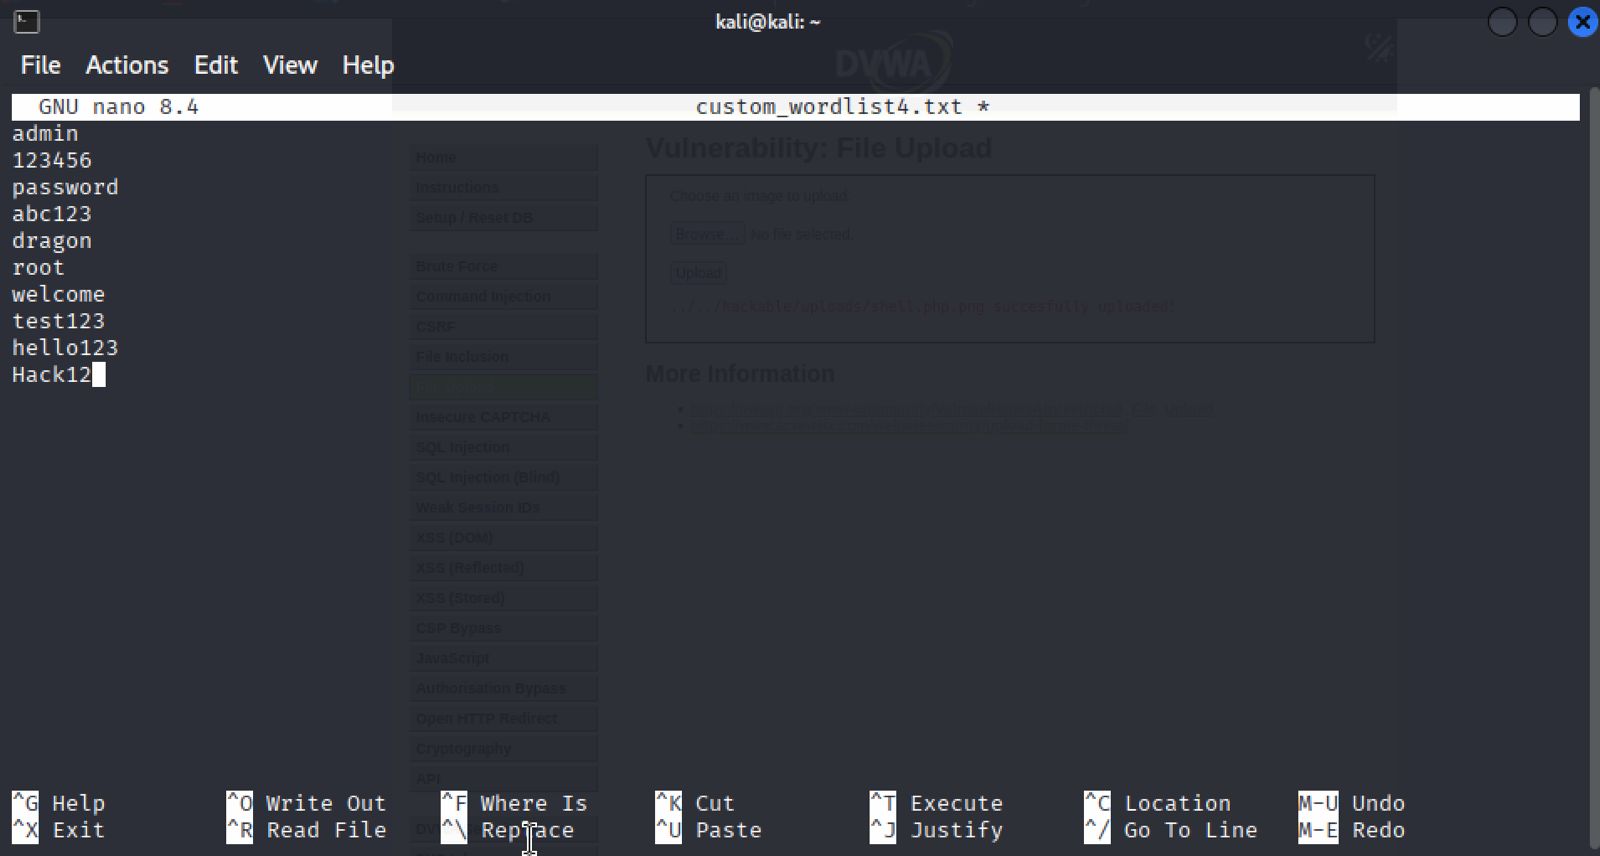 kali@kali: ~
File Actions Edit View Help
GNU nano 8.4 custom_wordlist4.txt *
admin
123456
password
abc123
dragon
root
welcome
test123
hello123
Hack12
DVWA
Home
Instructions
Setup / Reset DB
Brute Force
Command Injection
CSRF
File Inclusion
File Upload
Insecure CAPTCHA
SQL Injection
SQL Injection (Blind)
Weak Session IDs
XSS (DOM)
XSS (Reflected)
XSS (Stored)
CSP Bypass
JavaScript
Authorisation Bypass
Open HTTP Redirect
Cryptography
API
Vulnerability: File Upload
Choose an image to upload:
Browse... No file selected.
Upload
../../hackable/uploads/shell.php.png succesfully uploaded!
More Information
^G Help ^O Write Out ^F Where Is ^K Cut ^T Execute ^C Location M-U Undo
^X Exit ^R Read File ^\ Replace ^U Paste ^J Justify ^/ Go To Line M-E Redo